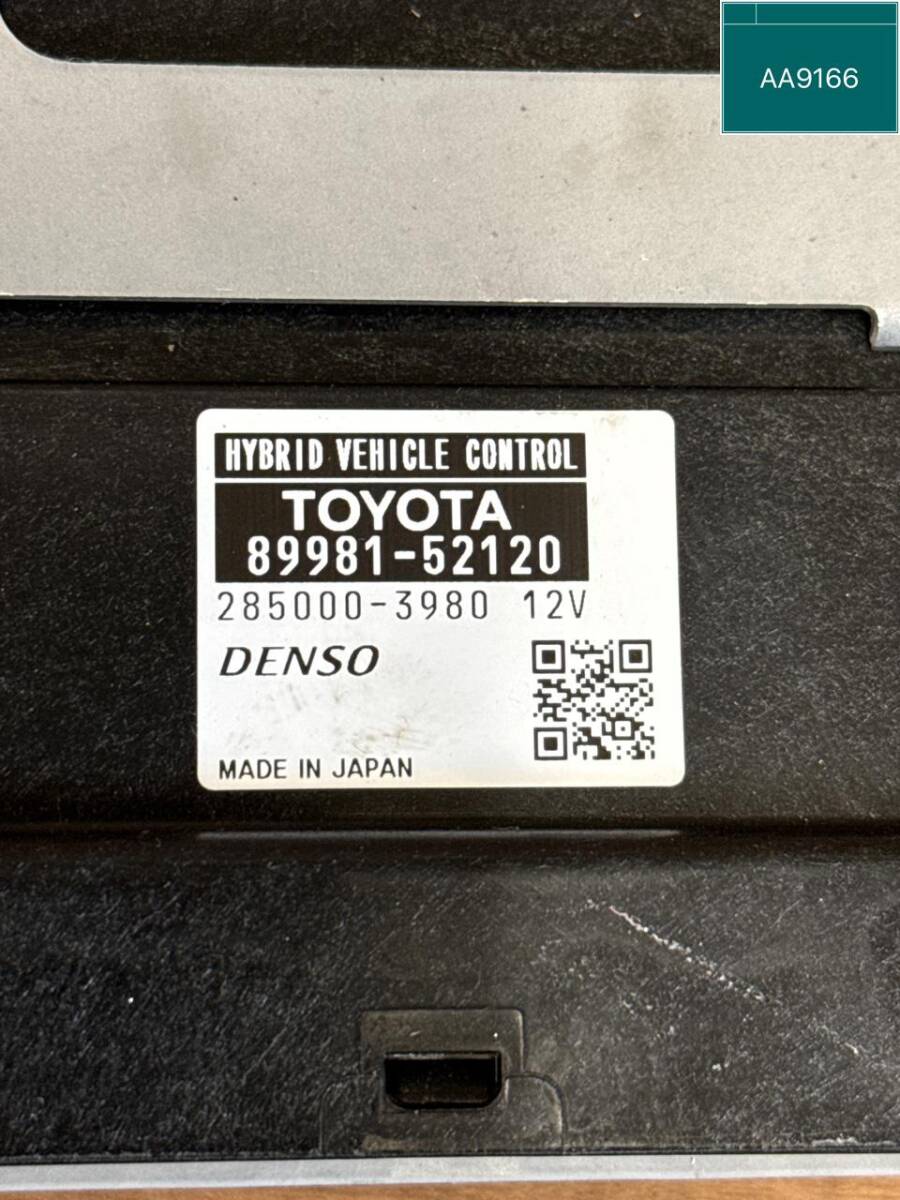 AA9166
HYBRID VEHICLE CONTROL
TOYOTA
89981-52120
285000-3980 12V
DENSO
MADE IN JAPAN